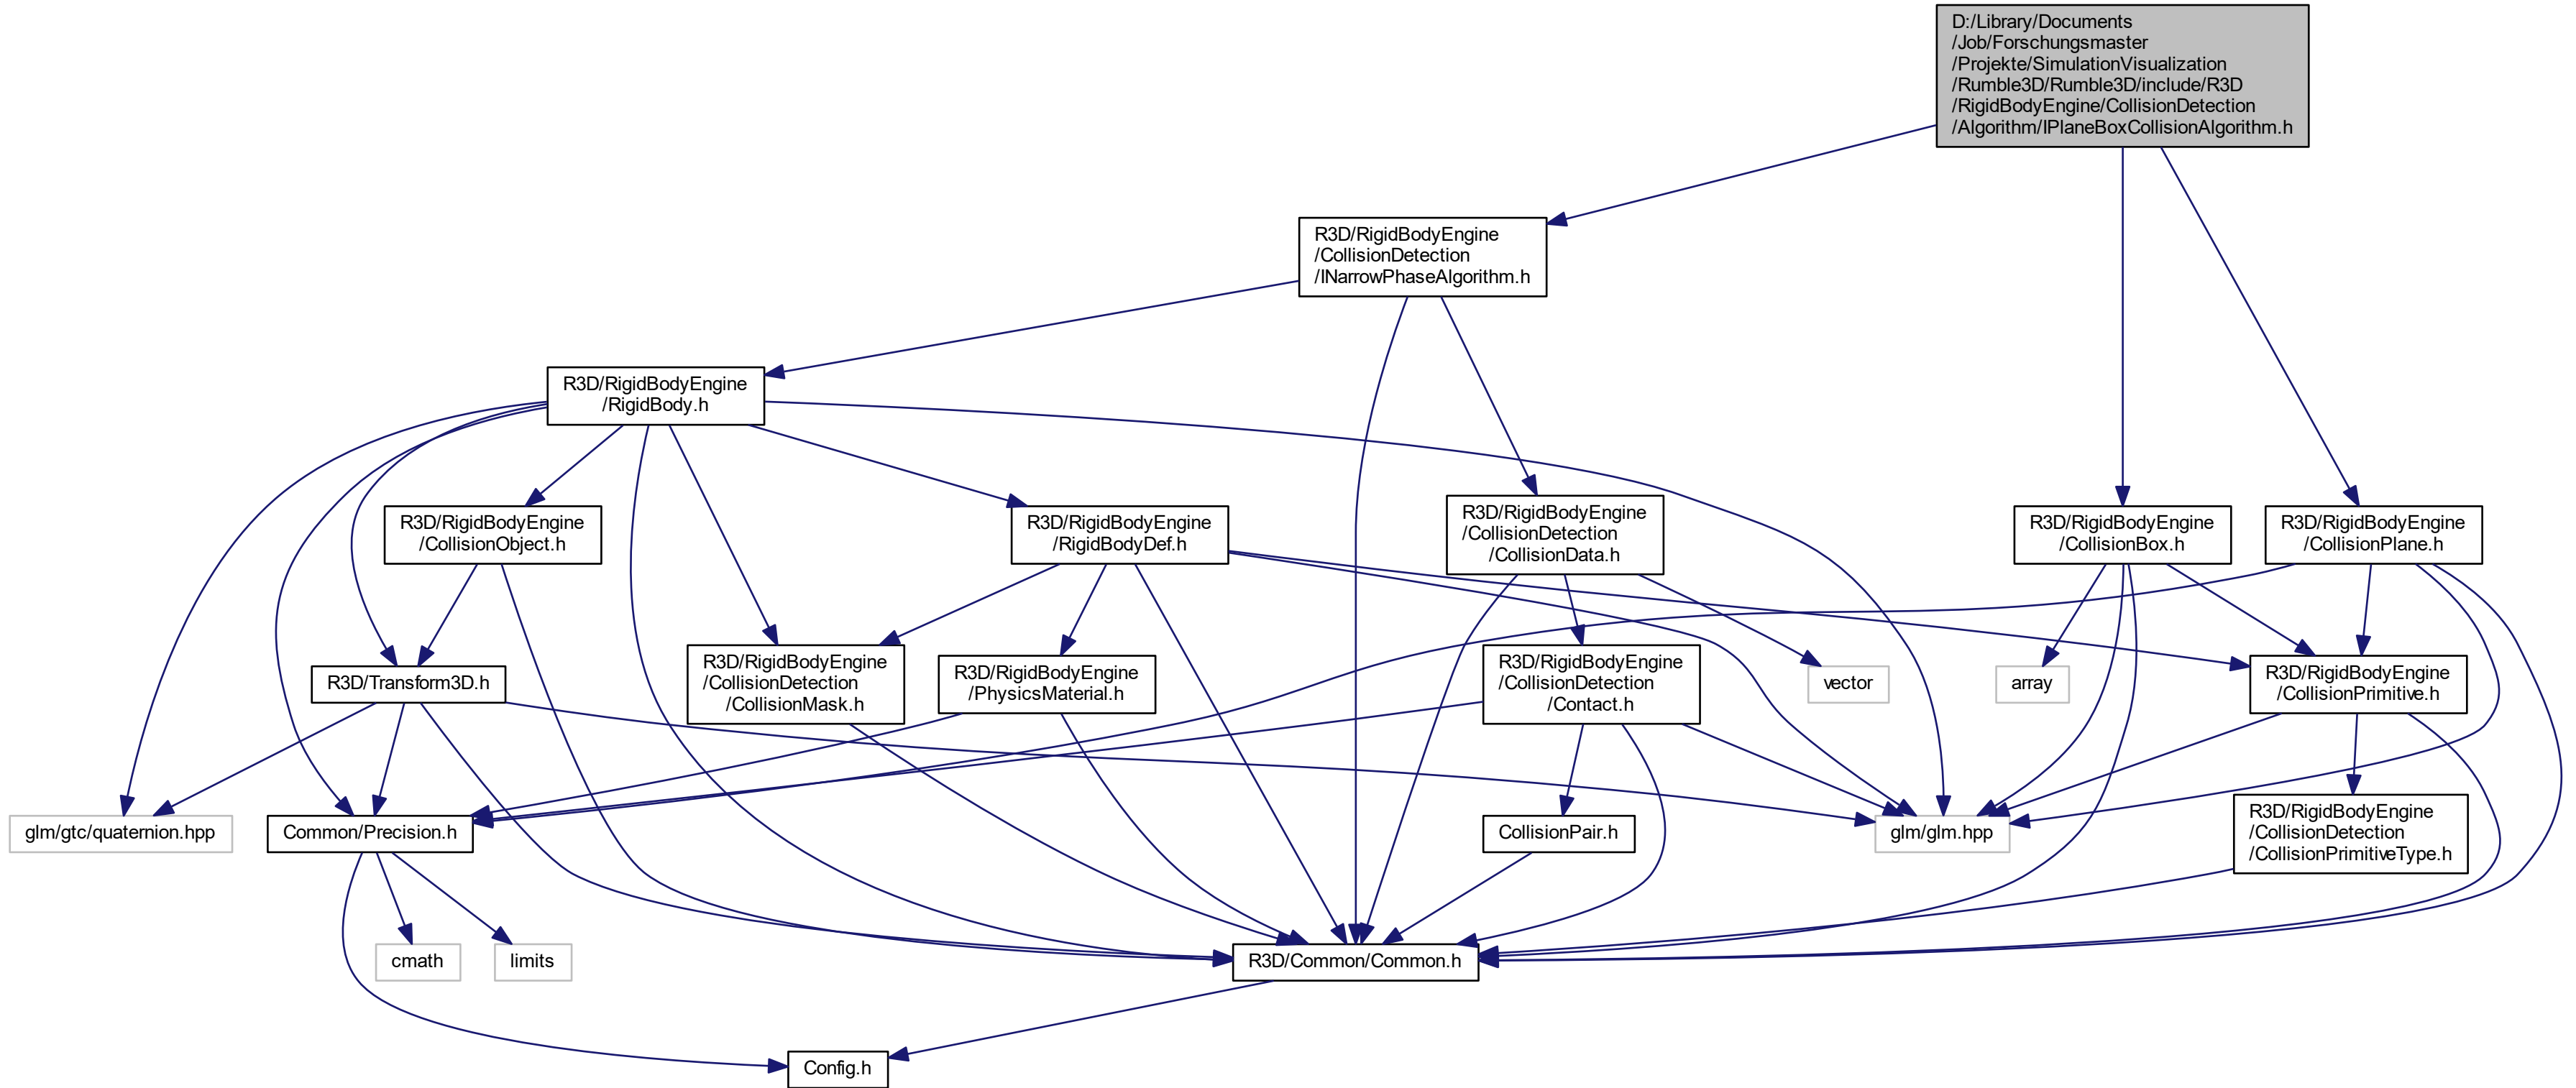 D:/Library/Documents
/Job/Forschungsmaster
/Projekte/SimulationVisualization
/Rumble3D/Rumble3D/include/R3D
/RigidBodyEngine/CollisionDetection
/Algorithm/IPlaneBoxCollisionAlgorithm.h
R3D/RigidBodyEngine
/CollisionDetection
/INarrowPhaseAlgorithm.h
R3D/RigidBodyEngine
/RigidBody.h
R3D/RigidBodyEngine
/CollisionObject.h
R3D/RigidBodyEngine
/RigidBodyDef.h
R3D/RigidBodyEngine
/CollisionDetection
/CollisionData.h
R3D/RigidBodyEngine
/CollisionBox.h
R3D/RigidBodyEngine
/CollisionPlane.h
R3D/Transform3D.h
R3D/RigidBodyEngine
/CollisionDetection
/CollisionMask.h
R3D/RigidBodyEngine
/PhysicsMaterial.h
R3D/RigidBodyEngine
/CollisionDetection
/Contact.h
vector
array
R3D/RigidBodyEngine
/CollisionPrimitive.h
glm/gtc/quaternion.hpp
Common/Precision.h
CollisionPair.h
glm/glm.hpp
R3D/RigidBodyEngine
/CollisionDetection
/CollisionPrimitiveType.h
cmath
limits
R3D/Common/Common.h
Config.h